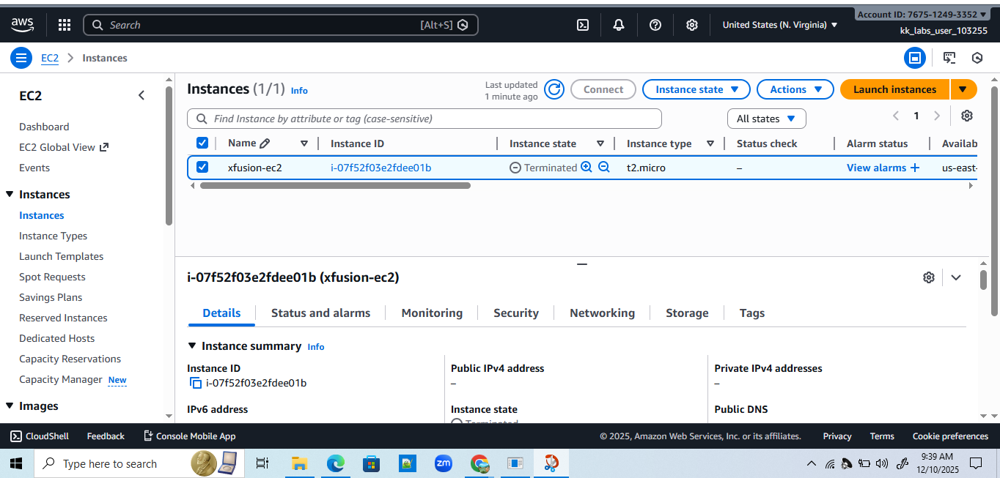 aws
Search [Alt+S]
United States (N. Virginia) ▼
Account ID: 7675-1249-3352 ▼
kk_labs_user_103255
EC2 > Instances
EC2
Dashboard
EC2 Global View
Events
▼ Instances
Instances
Instance Types
Launch Templates
Spot Requests
Savings Plans
Reserved Instances
Dedicated Hosts
Capacity Reservations
Capacity Manager New
▼ Images
Instances (1/1) Info
Last updated
1 minute ago
Connect
Instance state ▼
Actions ▼
Launch instances ▼
Find Instance by attribute or tag (case-sensitive)
All states ▼
< 1 >
Name Instance ID Instance state Instance type Status check Alarm status Availab
xfusion-ec2 i-07f52f03e2fdee01b Terminated t2.micro – View alarms + us-east-
i-07f52f03e2fdee01b (xfusion-ec2)
Details Status and alarms Monitoring Security Networking Storage Tags
▼ Instance summary Info
Instance ID
i-07f52f03e2fdee01b
Public IPv4 address
–
Private IPv4 addresses
–
IPv6 address
Instance state
Terminated
Public DNS
CloudShell Feedback Console Mobile App © 2025, Amazon Web Services, Inc. or its affiliates. Privacy Terms Cookie preferences
Type here to search
zm
9:39 AM
12/10/2025